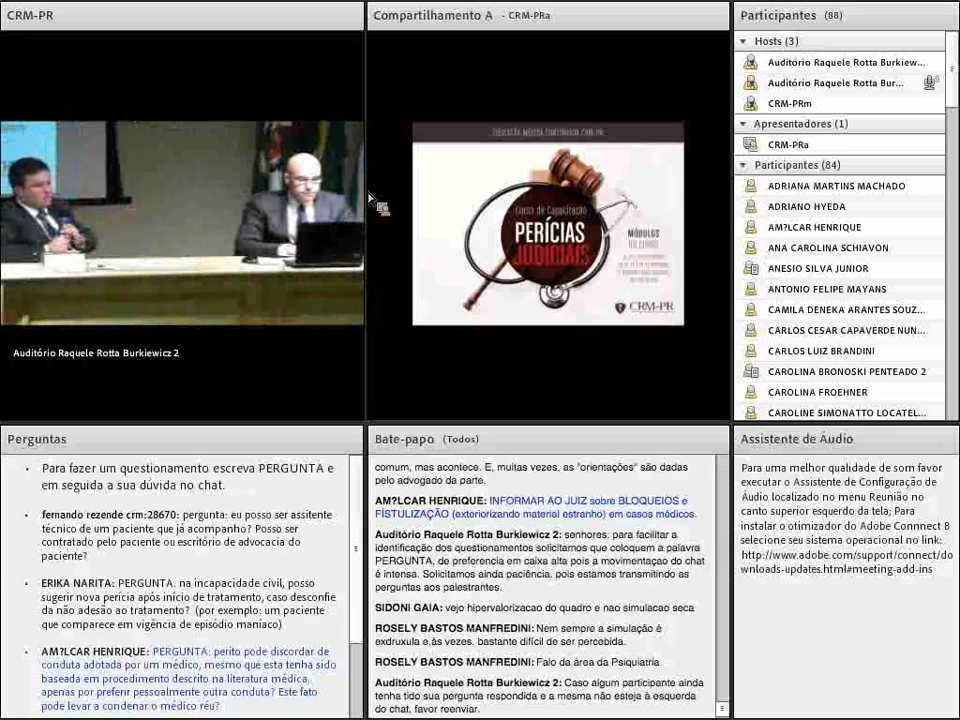 CRM-PR
Compartilhamento A - CRM-PRa
Participantes (88)
Hosts (3)
Auditório Raquele Rotta Burkiew...
Auditório Raquele Rotta Bur...
CRM-PRm
Apresentadores (1)
CRM-PRa
Participantes (84)
ADRIANA MARTINS MACHADO
ADRIANO HYEDA
AM?LCAR HENRIQUE
ANA CAROLINA SCHIAVON
ANESIO SILVA JUNIOR
ANTONIO FELIPE MAYANS
CAMILA DENEKA ARANTES SOUZ...
CARLOS CESAR CAPAVERDE NUN...
CARLOS LUIZ BRANDINI
CAROLINA BRONOSKI PENTEADO 2
CAROLINA FROEHNER
CAROLINE SIMONATTO LOCATEL...
EDUCAÇÃO MÉDICA CONTINUADA CRM-PR
Curso de Capacitação
PERÍCIAS
JUDICIAIS
MÓDULOS
DO CURSO
CRM-PR
Auditório Raquele Rotta Burkiewicz 2
Perguntas
• Para fazer um questionamento escreva PERGUNTA e
em seguida a sua dúvida no chat.
• fernando rezende crm:28670: pergunta: eu posso ser assitente
técnico de um paciente que já acompanho? Posso ser
contratado pelo paciente ou escritório de advocacia do
paciente?
• ERIKA NARITA: PERGUNTA: na incapacidade civil, posso
sugerir nova perícia após início de tratamento, caso desconfie
da não adesão ao tratamento? (por exemplo: um paciente
que comparece em vigência de episódio maníaco)
• AM?LCAR HENRIQUE: PERGUNTA: perito pode discordar de
conduta adotada por um médico, mesmo que esta tenha sido
baseada em procedimento descrito na literatura médica,
apenas por preferir pessoalmente outra conduta? Este fato
pode levar a condenar o médico réu?
Bate-papo (Todos)
comum, mas acontece. E, muitas vezes, as "orientações" são dadas
pelo advogado da parte.
AM?LCAR HENRIQUE: INFORMAR AO JUIZ sobre BLOQUEIOS e
FÍSTULIZAÇÃO (exteriorizando material estranho) em casos médicos.
Auditório Raquele Rotta Burkiewicz 2: senhores. para facilitar a
identificação dos questionamentos solicitamos que coloquem a palavra
PERGUNTA, de preferencia em caixa alta pois a movimentaçao do chat
é intensa. Solicitamos ainda paciência, pois estamos transmitindo as
perguntas aos palestrantes.
SIDONI GAIA: vejo hipervalorizacao do quadro e nao simulacao seca
ROSELY BASTOS MANFREDINI: Nem sempre a simulação é
exdruxula e,às vezes, bastante difícil de ser percebida.
ROSELY BASTOS MANFREDINI: Falo da área da Psiquiatria
Auditório Raquele Rotta Burkiewicz 2: Caso algum participante ainda
tenha tido sua pergunta respondida e a mesma não esteje à esquerda
do chat, favor reenviar.
Assistente de Áudio
Para uma melhor qualidade de som favor
executar o Assistente de Configuração de
Áudio localizado no menu Reunião no
canto superior esquerdo da tela; Para
instalar o otimizador do Adobe Connnect 8
selecione seu sistema operacional no link:
http://www.adobe.com/support/connect/do
wnloads-updates.html#meeting-add-ins